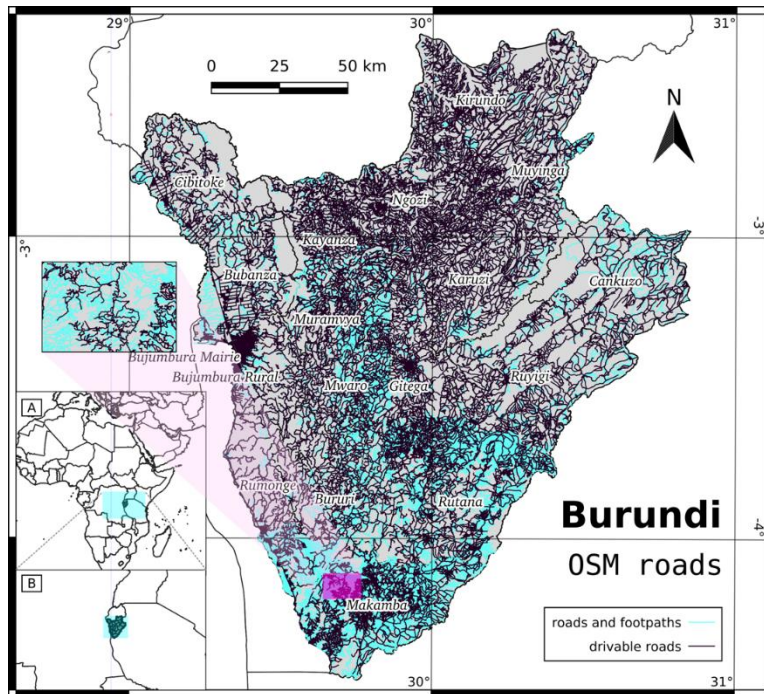 29°
30°
31°
0 25 50 km
N
Kirundo
Muyinga
Cibitoke
Ngozi
-3°
-3°
Kayanza
Bubanza
Karuzi
Cankuzo
Muramvya
Bujumbura Mairie
Bujumbura Rural
Mwaro
Gitega
Ruyigi
A
Rumonge
Bururi
Rutana
Burundi
-4°
OSM roads
B
Makamba
roads and footpaths
drivable roads
30°
31°